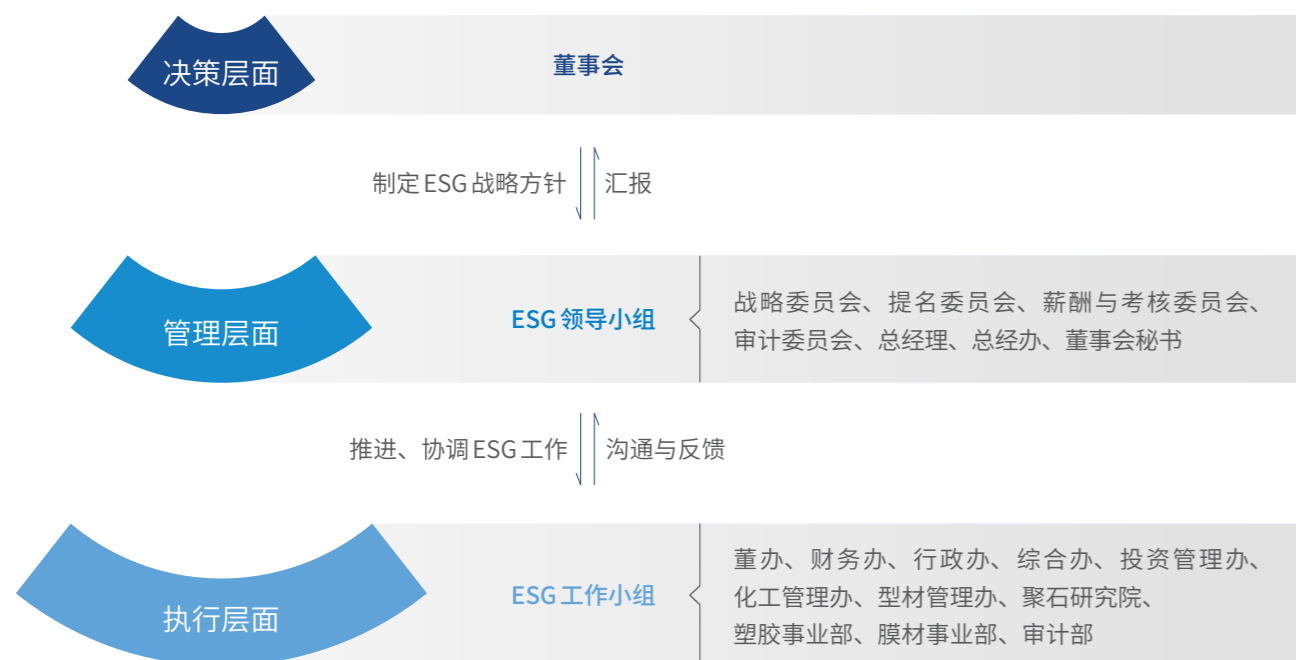 决策层面
董事会
制定ESG战略方针
汇报
管理层面
ESG领导小组
战略委员会、提名委员会、薪酬与考核委员会、
审计委员会、总经理、总经办、董事会秘书
推进、协调ESG工作
沟通与反馈
执行层面
ESG工作小组
董办、财务办、行政办、综合办、投资管理办、
化工管理办、型材管理办、聚石研究院、
塑胶事业部、膜材事业部、审计部